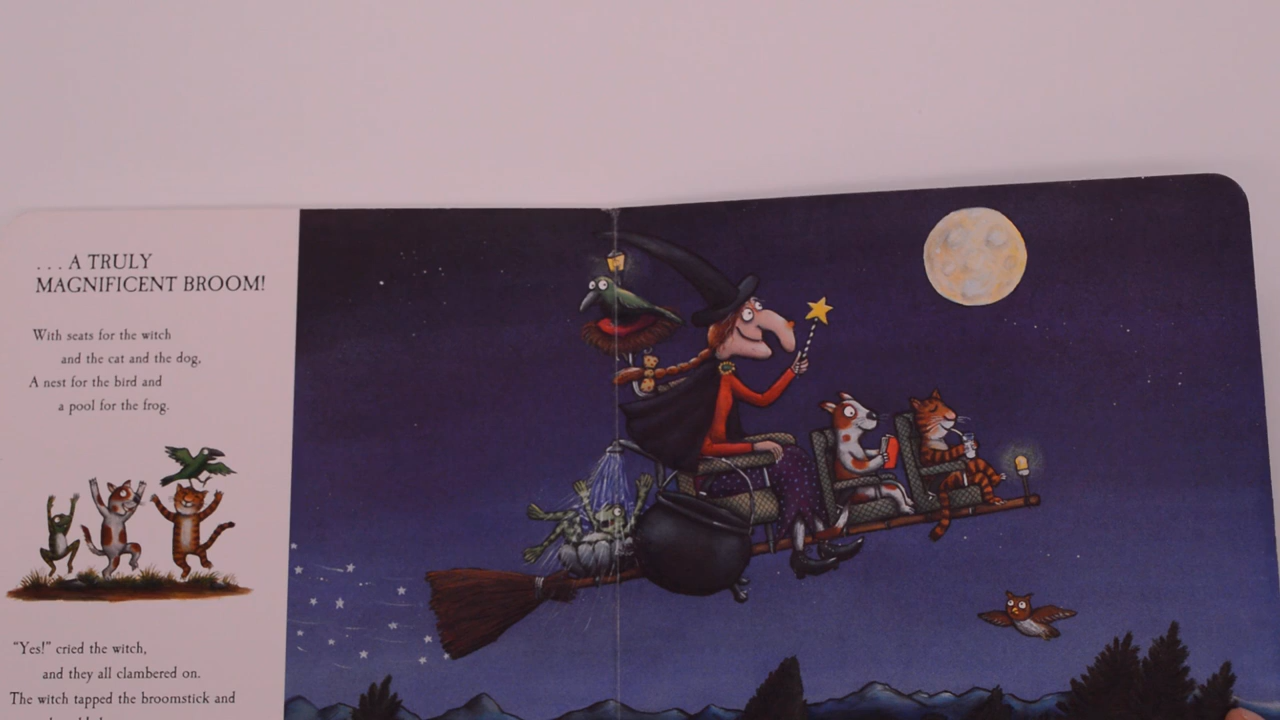 ...A TRULY
MAGNIFICENT BROOM!
With seats for the witch
and the cat and the dog,
A nest for the bird and
a pool for the frog.
"Yes!" cried the witch,
and they all clambered on.
The witch tapped the broomstick and